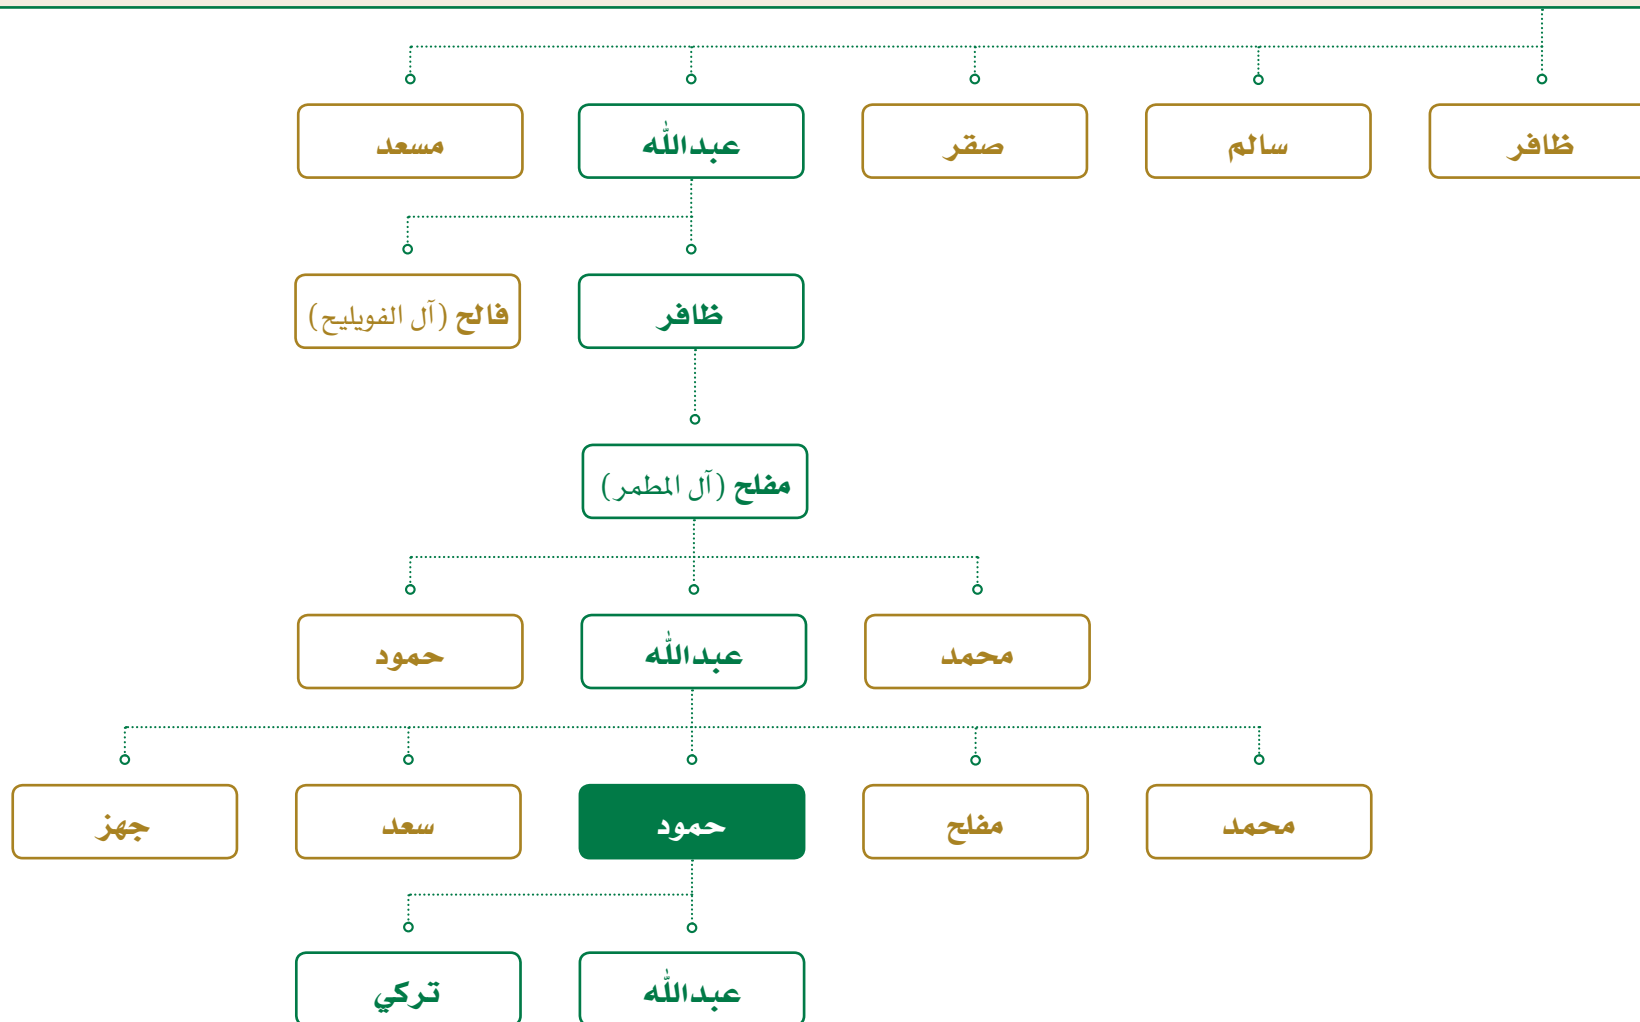 ظافر
سالم
صقر
عبدالله
مسعد
ظافر
فالح (آل الفويليح)
مفلح (آل المطمر)
محمد
عبدالله
حمود
محمد
مفلح
حمود
سعد
جهز
عبدالله
تركي